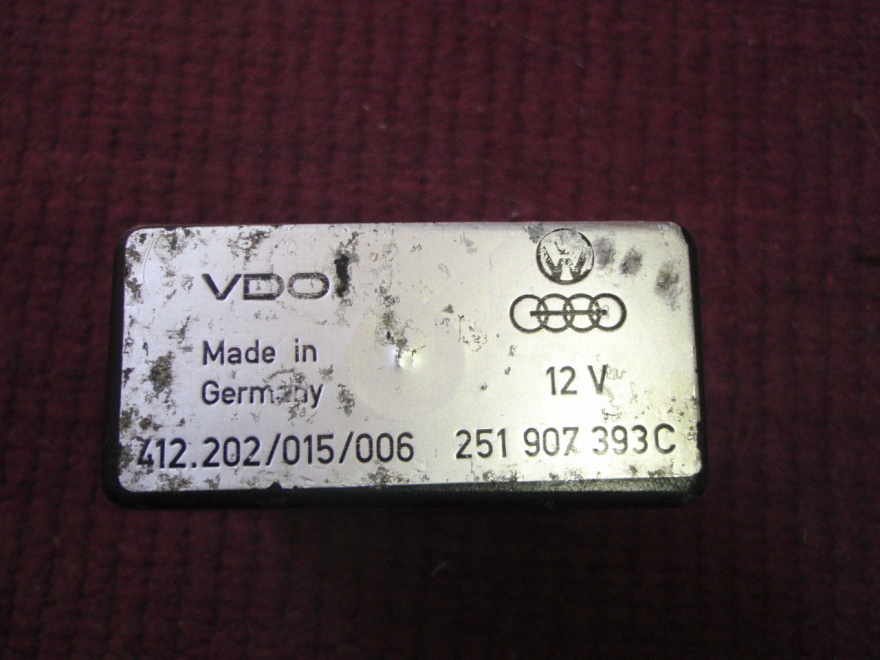 VDO
Made in
Germany
12 V
412.202/015/006
251 907 393C